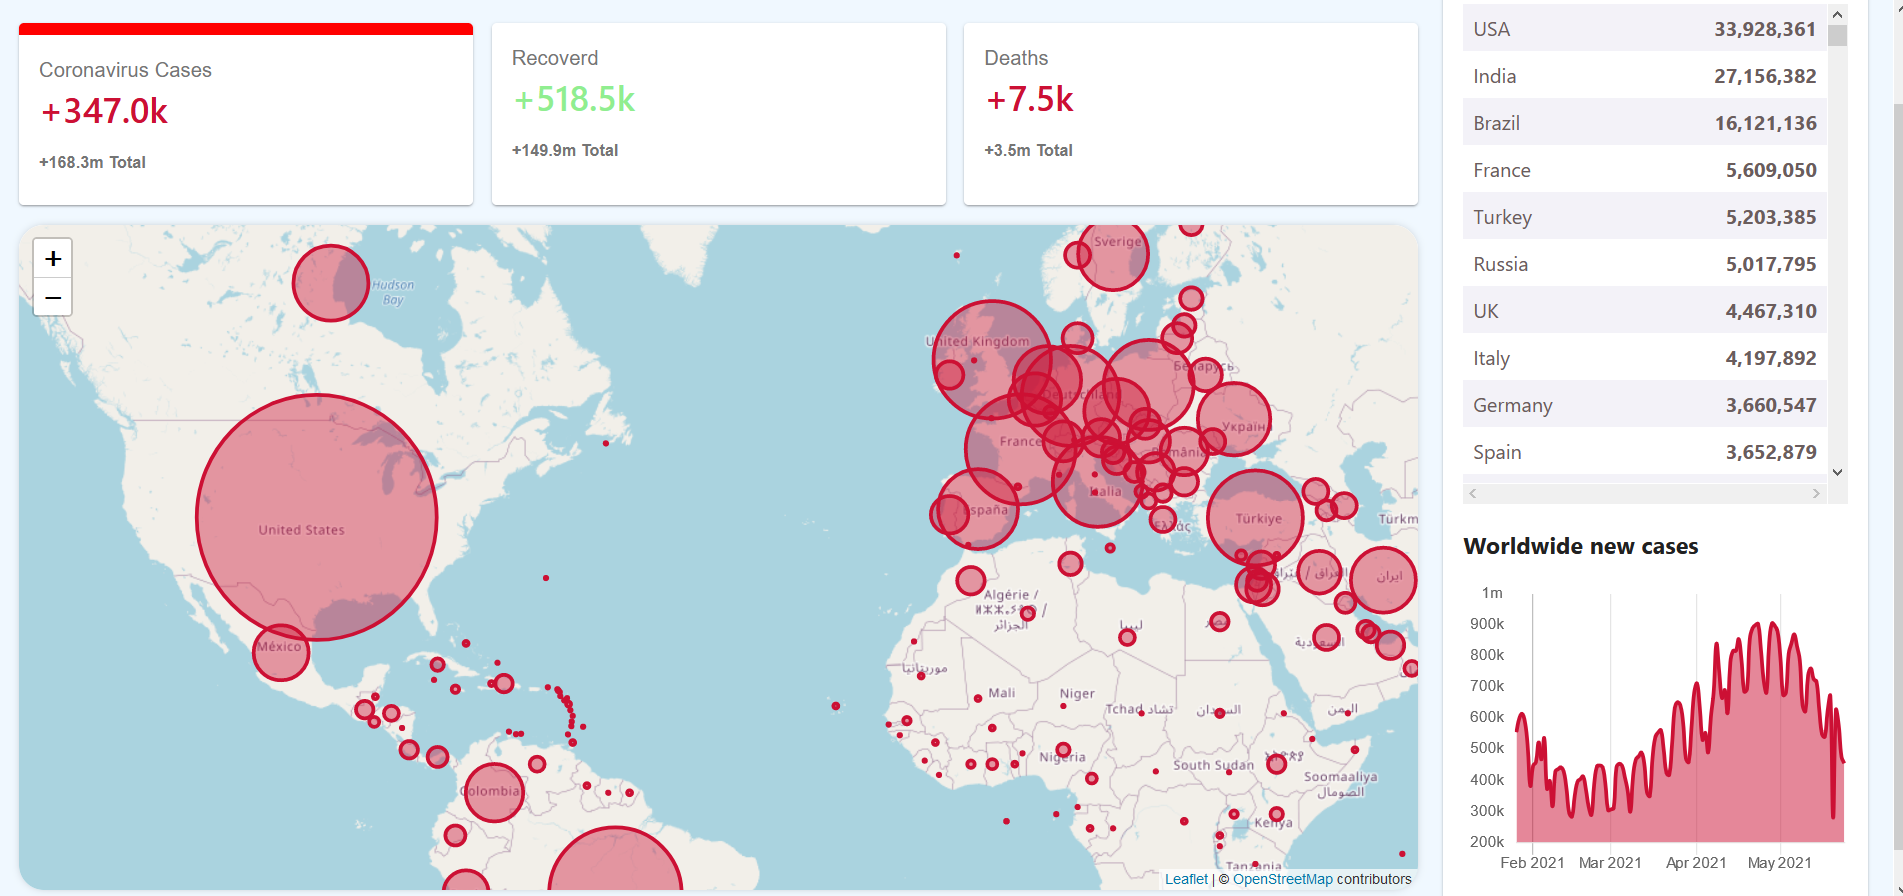 Coronavirus Cases
+347.0k
+168.3m Total
Recoverd
+518.5k
+149.9m Total
Deaths
+7.5k
+3.5m Total
+
−
Hudson
Bay
United States
México
Colombia
Sverige
United Kingdom
Беларусь
Deutschland
Україна
France
România
Italia
España
Ελλάς
Türkiye
Türkm
ایران
Algérie /
الجزائر
ليبيا
مصر
السعودية
موريتانيا
Mali
Niger
Tchad تشاد
السودان
اليمن
Nigeria
South Sudan
Soomaaliya
الصومال
Kenya
Tanzania
Leaflet | © OpenStreetMap contributors
USA 33,928,361
India 27,156,382
Brazil 16,121,136
France 5,609,050
Turkey 5,203,385
Russia 5,017,795
UK 4,467,310
Italy 4,197,892
Germany 3,660,547
Spain 3,652,879
Worldwide new cases
1m
900k
800k
700k
600k
500k
400k
300k
200k
Feb 2021 Mar 2021 Apr 2021 May 2021